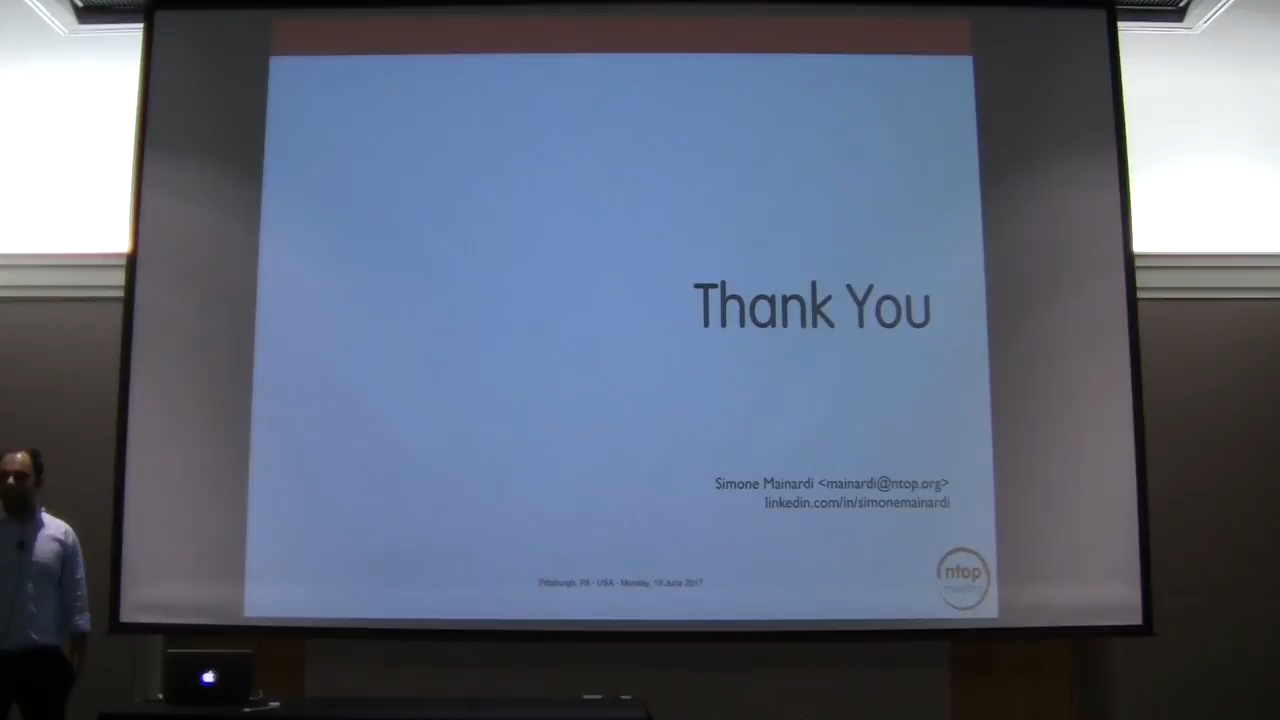 Thank You
Simone Mainardi <mainardi@ntop.org>
linkedin.com/in/simonemainardi
Pittsburgh, PA - USA - Monday, 19 June 2017
ntop